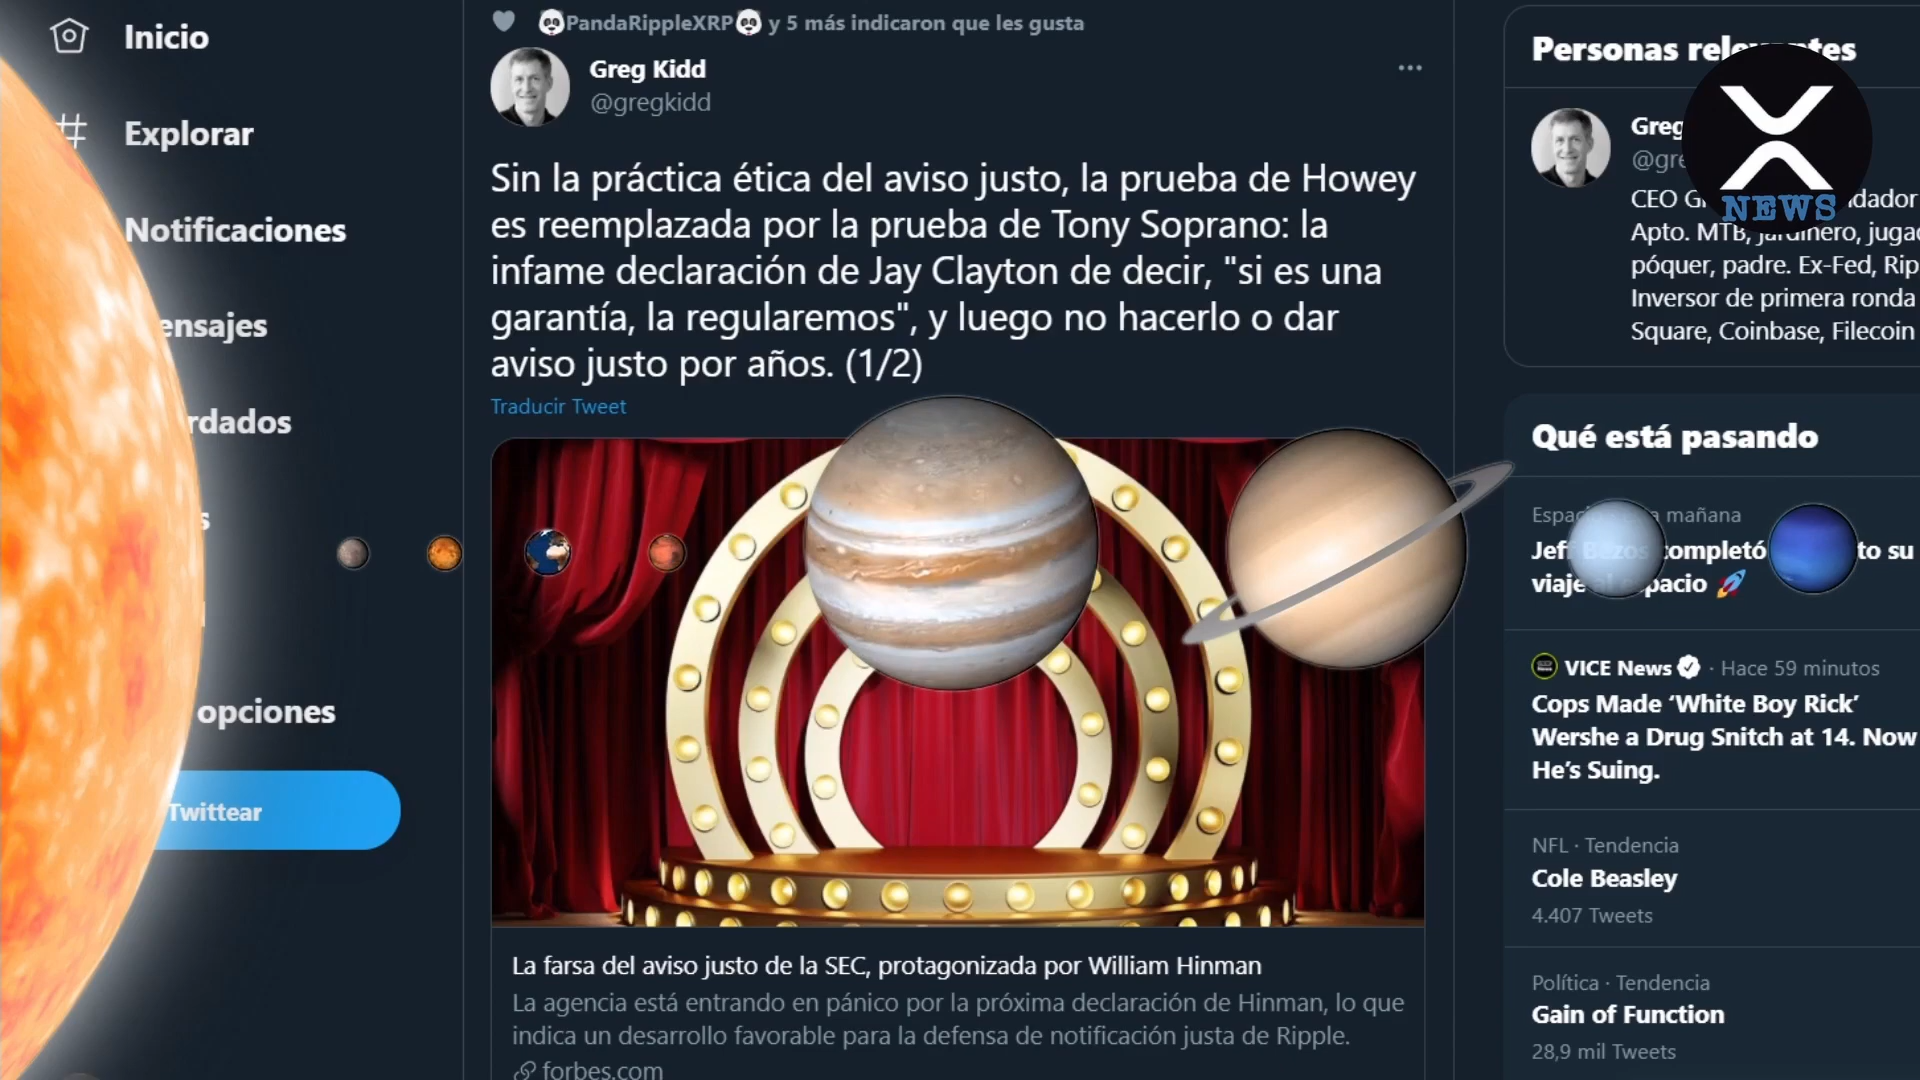 Inicio
Explorar
Notificaciones
ensajes
rdados
s
opciones
Twittear
PandaRippleXRP y 5 más indicaron que les gusta
Greg Kidd
@gregkidd
Sin la práctica ética del aviso justo, la prueba de Howey
es reemplazada por la prueba de Tony Soprano: la
infame declaración de Jay Clayton de decir, "si es una
garantía, la regularemos", y luego no hacerlo o dar
aviso justo por años. (1/2)
Traducir Tweet
La farsa del aviso justo de la SEC, protagonizada por William Hinman
La agencia está entrando en pánico por la próxima declaración de Hinman, lo que
indica un desarrollo favorable para la defensa de notificación justa de Ripple.
forbes.com
Personas relevantes
NEWS
Greg
@gre
CEO G dador
Apto. MTB, jardinero, jugad
póquer, padre. Ex-Fed, Rip
Inversor de primera ronda
Square, Coinbase, Filecoin
Qué está pasando
Espacio mañana
Jeff Bezos completó to su
viaje al espacio
VICE News · Hace 59 minutos
Cops Made ‘White Boy Rick’
Wershe a Drug Snitch at 14. Now
He’s Suing.
NFL · Tendencia
Cole Beasley
4.407 Tweets
Política · Tendencia
Gain of Function
28,9 mil Tweets